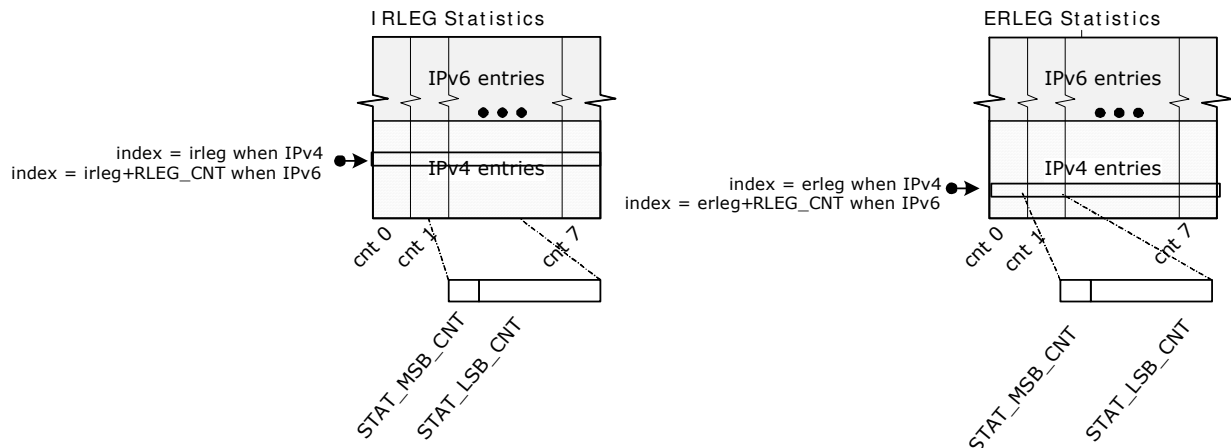 IRLEG Statistics
IPv6 entries
index = irleg when IPv4
index = irleg+RLEG_CNT when IPv6
IPv4 entries
cnt 0
cnt 1
cnt 7
STAT_MSB_CNT
STAT_LSB_CNT
ERLEG Statistics
IPv6 entries
IPv4 entries
index = erleg when IPv4
index = erleg+RLEG_CNT when IPv6
cnt 0
cnt 1
cnt 7
STAT_MSB_CNT
STAT_LSB_CNT